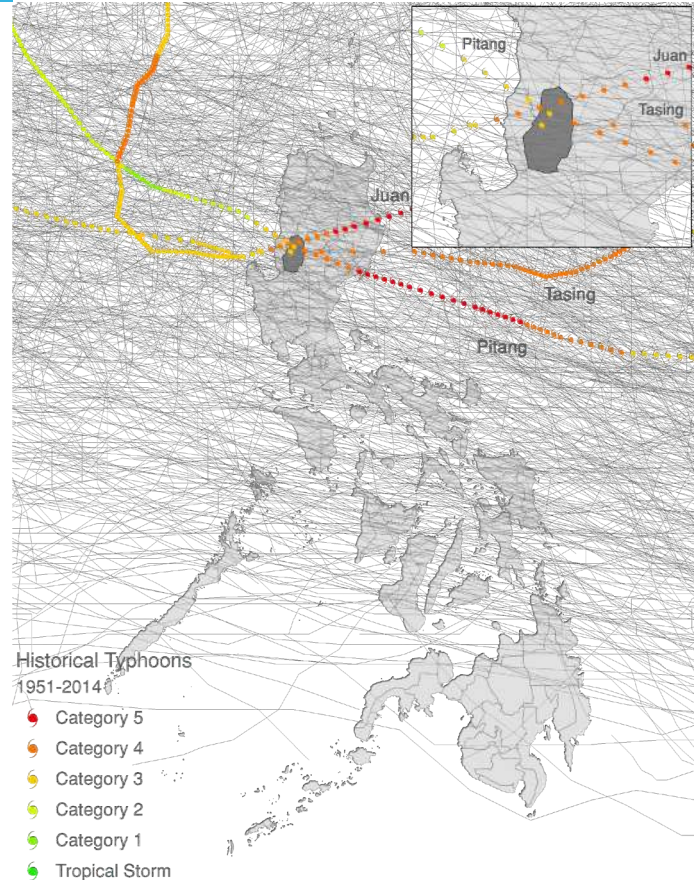 Pitang
Juan
Tasing
Juan
Tasing
Pitang
Historical Typhoons
1951-2014
Category 5
Category 4
Category 3
Category 2
Category 1
Tropical Storm